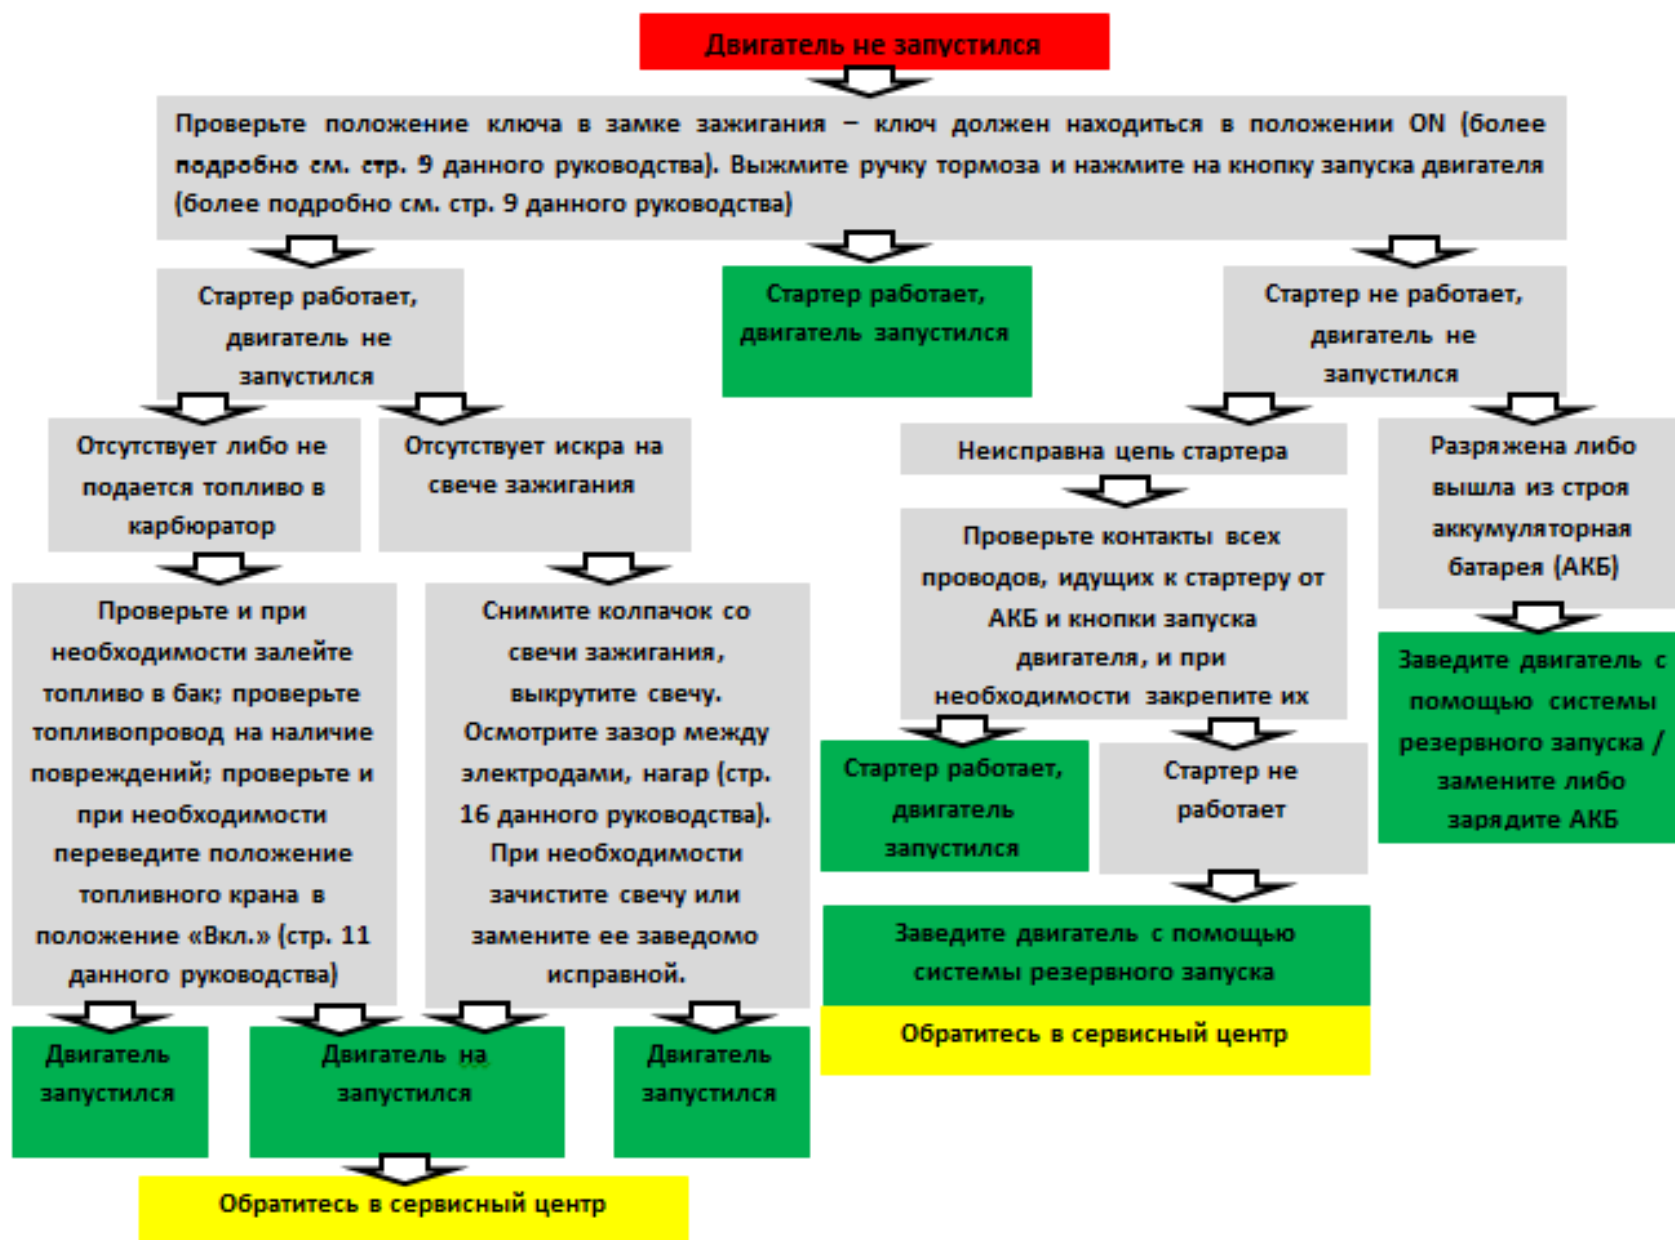 Двигатель не запустился
Проверьте положение ключа в замке зажигания – ключ должен находиться в положении ON (более
подробно см. стр. 9 данного руководства). Выжмите ручку тормоза и нажмите на кнопку запуска двигателя
(более подробно см. стр. 9 данного руководства)
Стартер работает,
двигатель не
запустился
Стартер работает,
двигатель запустился
Стартер не работает,
двигатель не
запустился
Отсутствует либо не
подается топливо в
карбюратор
Отсутствует искра на
свече зажигания
Неисправна цепь стартера
Разряжена либо
вышла из строя
аккумуляторная
батарея (АКБ)
Проверьте контакты всех
проводов, идущих к стартеру от
АКБ и кнопки запуска
двигателя, и при
необходимости закрепите их
Проверьте и при
необходимости залейте
топливо в бак; проверьте
топливопровод на наличие
повреждений; проверьте и
при необходимости
переведите положение
топливного крана в
положение «Вкл.» (стр. 11
данного руководства)
Снимите колпачок со
свечи зажигания,
выкрутите свечу.
Осмотрите зазор между
электродами, нагар (стр.
16 данного руководства).
При необходимости
зачистите свечу или
замените ее заведомо
исправной.
Заведите двигатель с
помощью системы
резервного запуска /
замените либо
зарядите АКБ
Стартер работает,
двигатель
запустился
Стартер не
работает
Заведите двигатель с помощью
системы резервного запуска
Обратитесь в сервисный центр
Двигатель
запустился
Двигатель на
запустился
Двигатель
запустился
Обратитесь в сервисный центр